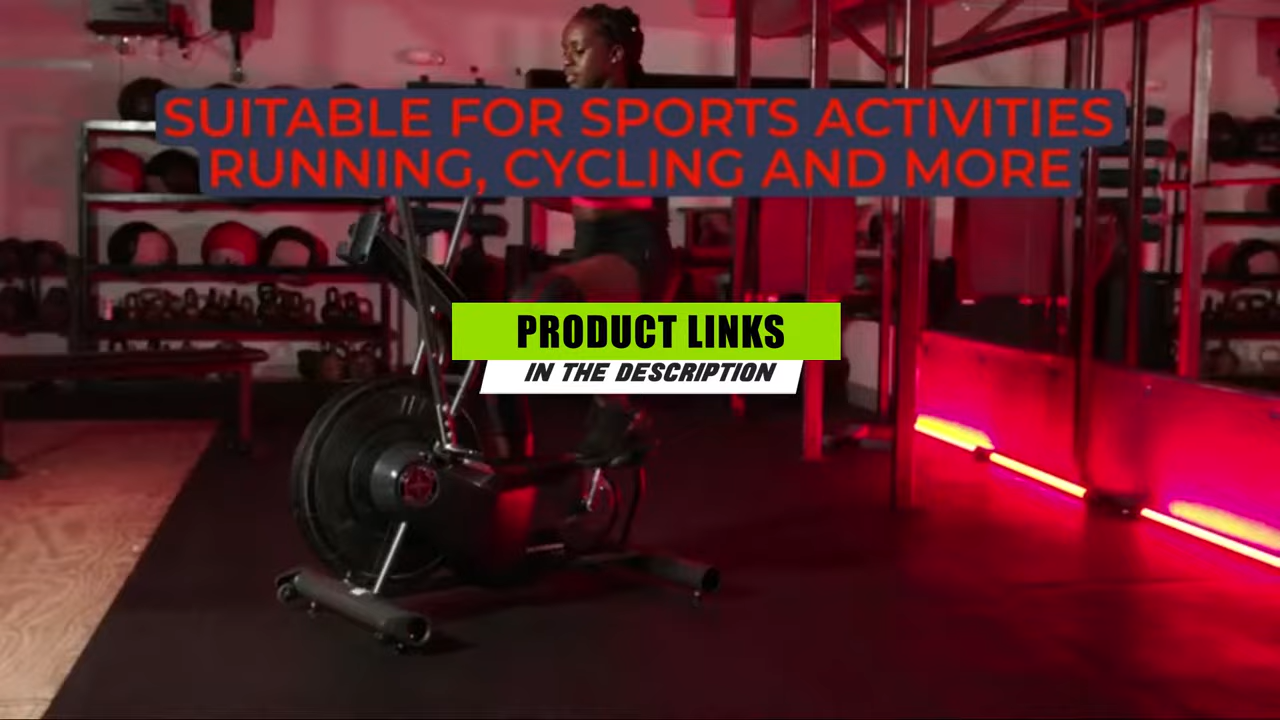 SUITABLE FOR SPORTS ACTIVITIES
RUNNING, CYCLING AND MORE
PRODUCT LINKS
IN THE DESCRIPTION